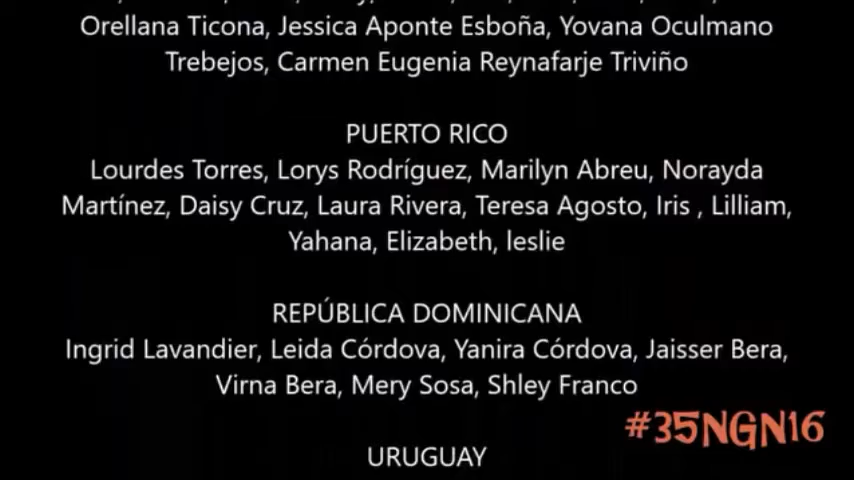 Orellana Ticona, Jessica Aponte Esboña, Yovana Oculmano
Trebejos, Carmen Eugenia Reynafarje Triviño
PUERTO RICO
Lourdes Torres, Lorys Rodríguez, Marilyn Abreu, Norayda
Martínez, Daisy Cruz, Laura Rivera, Teresa Agosto, Iris , Lilliam,
Yahana, Elizabeth, leslie
REPÚBLICA DOMINICANA
Ingrid Lavandier, Leida Córdova, Yanira Córdova, Jaisser Bera,
Virna Bera, Mery Sosa, Shley Franco
#35NGN16
URUGUAY